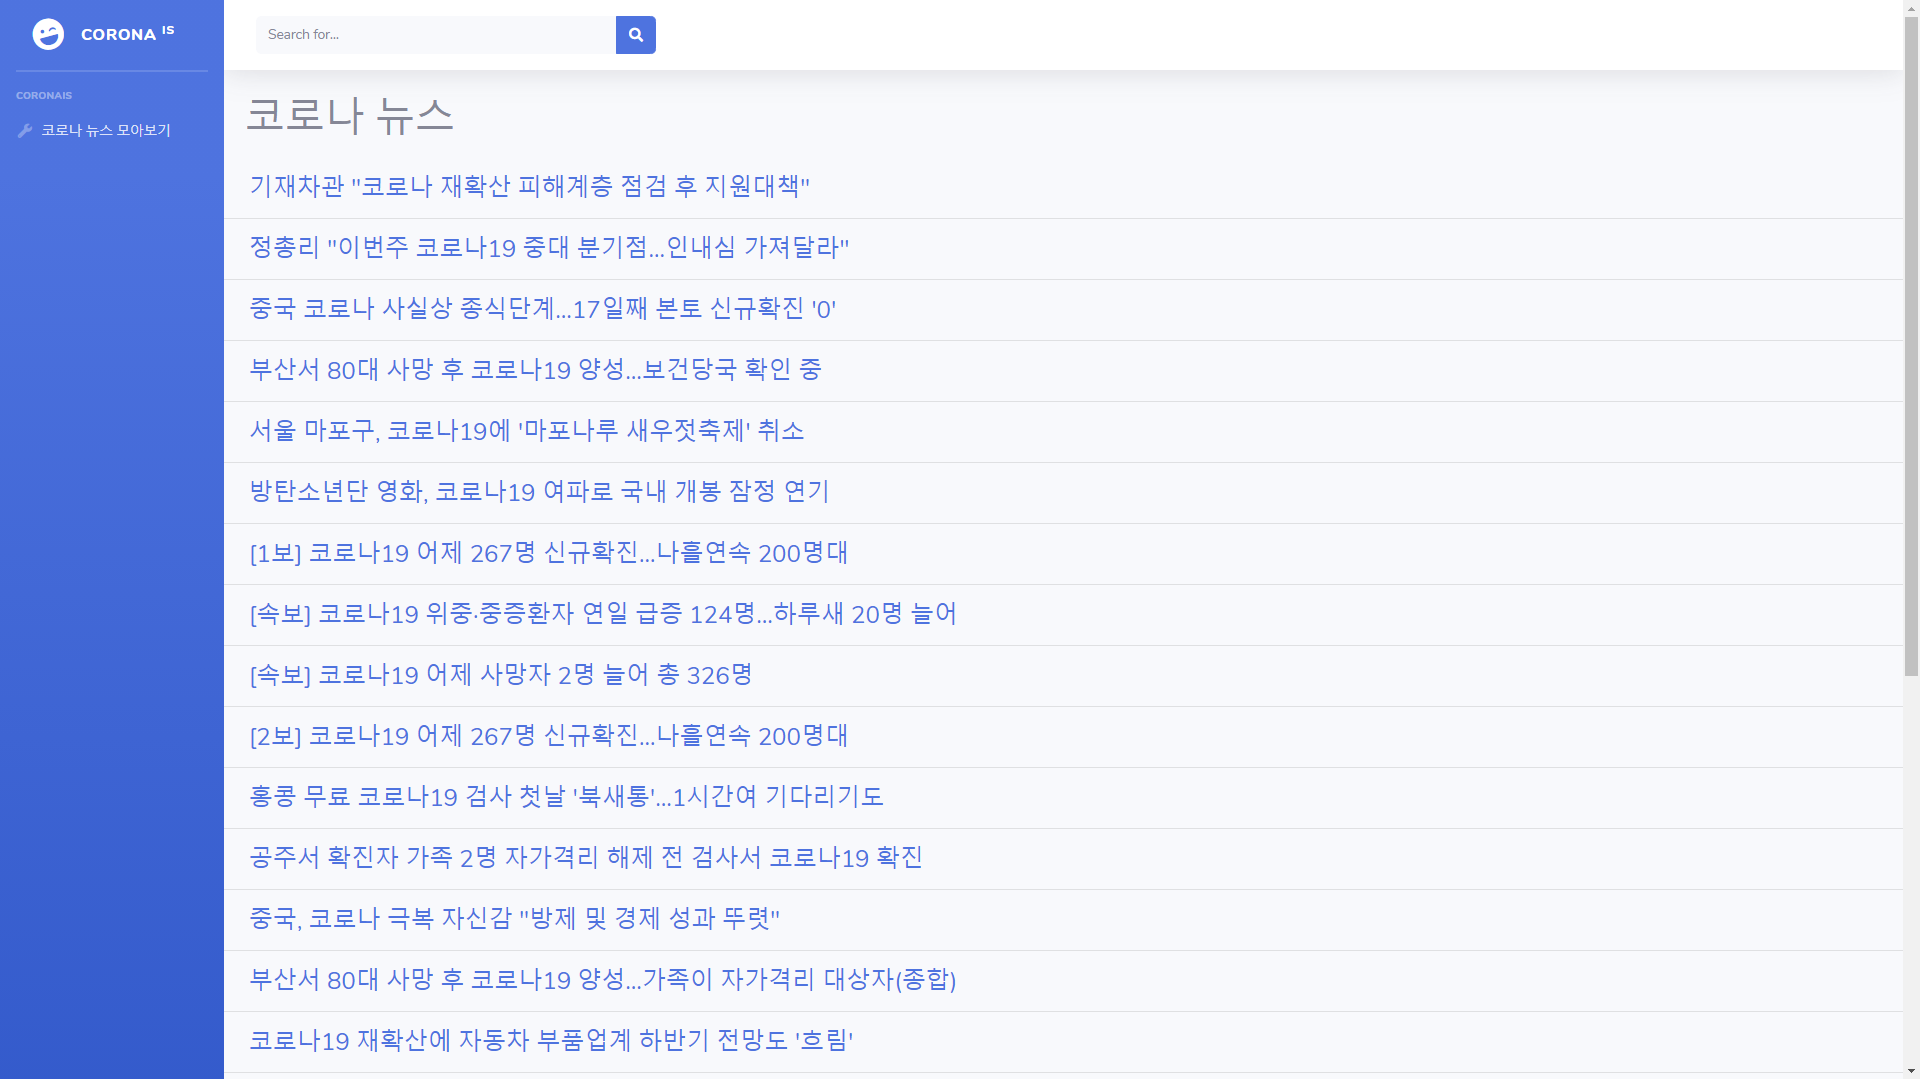 CORONA IS
Search for...
CORONAIS
코로나 뉴스 모아보기
코로나 뉴스
기재차관 "코로나 재확산 피해계층 점검 후 지원대책"
정총리 "이번주 코로나19 중대 분기점...인내심 가져달라"
중국 코로나 사실상 종식단계...17일째 본토 신규확진 '0'
부산서 80대 사망 후 코로나19 양성...보건당국 확인 중
서울 마포구, 코로나19에 '마포나루 새우젓축제' 취소
방탄소년단 영화, 코로나19 여파로 국내 개봉 잠정 연기
[1보] 코로나19 어제 267명 신규확진...나흘연속 200명대
[속보] 코로나19 위중·중증환자 연일 급증 124명...하루새 20명 늘어
[속보] 코로나19 어제 사망자 2명 늘어 총 326명
[2보] 코로나19 어제 267명 신규확진...나흘연속 200명대
홍콩 무료 코로나19 검사 첫날 '북새통'...1시간여 기다리기도
공주서 확진자 가족 2명 자가격리 해제 전 검사서 코로나19 확진
중국, 코로나 극복 자신감 "방제 및 경제 성과 뚜렷"
부산서 80대 사망 후 코로나19 양성...가족이 자가격리 대상자(종합)
코로나19 재확산에 자동차 부품업계 하반기 전망도 '흐림'